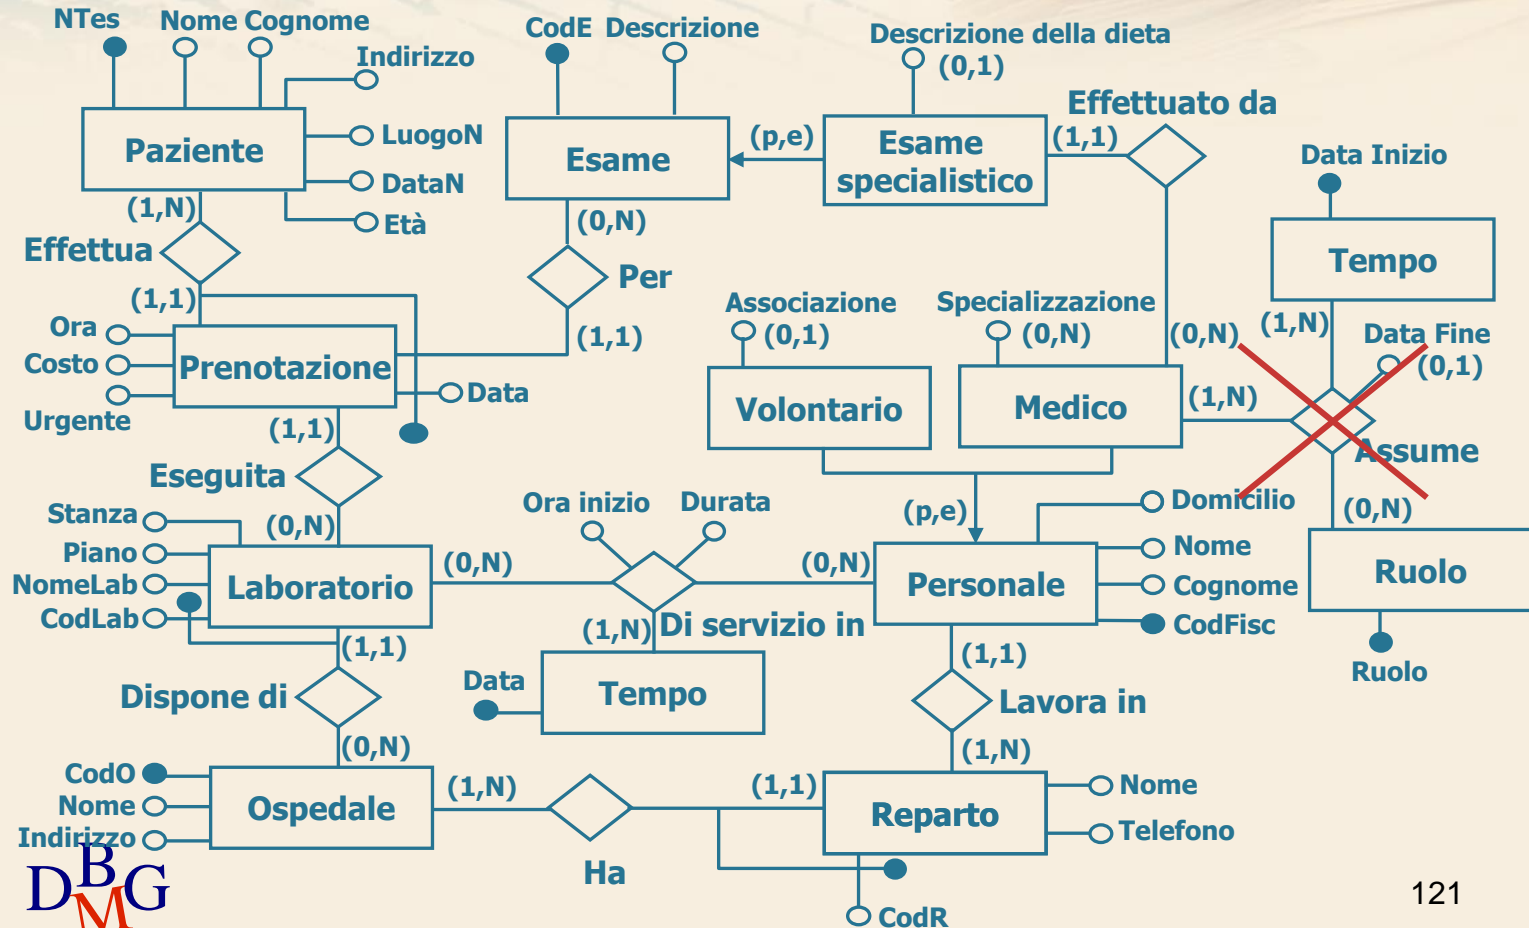 NTes
Nome Cognome
CodE Descrizione
Descrizione della dieta
(0,1)
Indirizzo
Effettuato da
Paziente
LuogoN
(p,e)
(1,1)
Esame
Esame
specialistico
Data Inizio
DataN
(1,N)
Età
(0,N)
Effettua
Per
Tempo
(1,1)
Associazione
(0,1)
Specializzazione
(0,N)
(0,N)
(1,N)
Data Fine
(0,1)
Ora
(1,1)
Costo
Prenotazione
Data
Urgente
Volontario
Medico
(1,N)
(1,1)
Assume
Eseguita
Ora inizio
Durata
Domicilio
Stanza
(0,N)
(p,e)
(0,N)
Piano
Nome
NomeLab
Laboratorio
(0,N)
(0,N)
Personale
Cognome
Ruolo
CodLab
CodFisc
(1,N)
Di servizio in
(1,1)
(1,1)
Ruolo
Data
Tempo
Dispone di
Lavora in
(0,N)
(1,N)
CodO
Nome
Ospedale
(1,N)
(1,1)
Reparto
Nome
Indirizzo
Telefono
Ha
CodR
DBMG
121